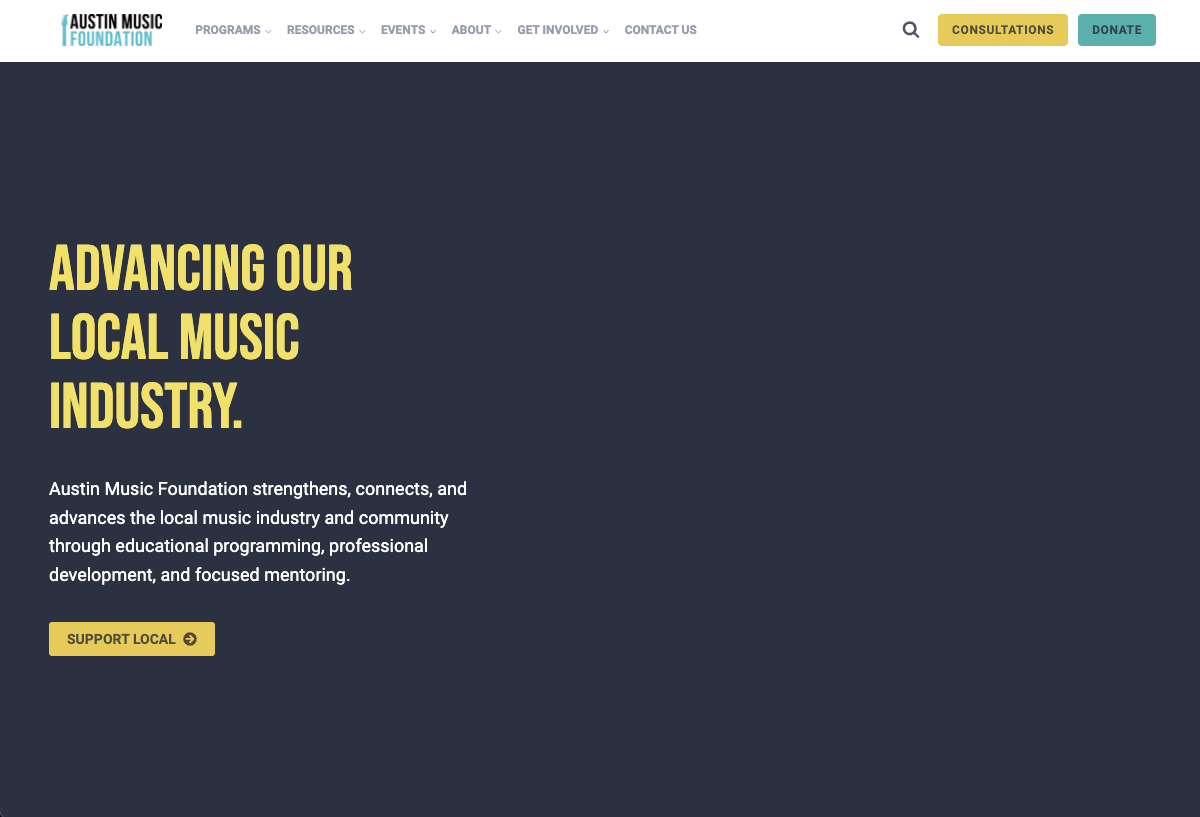 AUSTIN MUSIC
FOUNDATION
PROGRAMS
RESOURCES
EVENTS
ABOUT
GET INVOLVED
CONTACT US
CONSULTATIONS
DONATE
ADVANCING OUR
LOCAL MUSIC
INDUSTRY.
Austin Music Foundation strengthens, connects, and
advances the local music industry and community
through educational programming, professional
development, and focused mentoring.
SUPPORT LOCAL